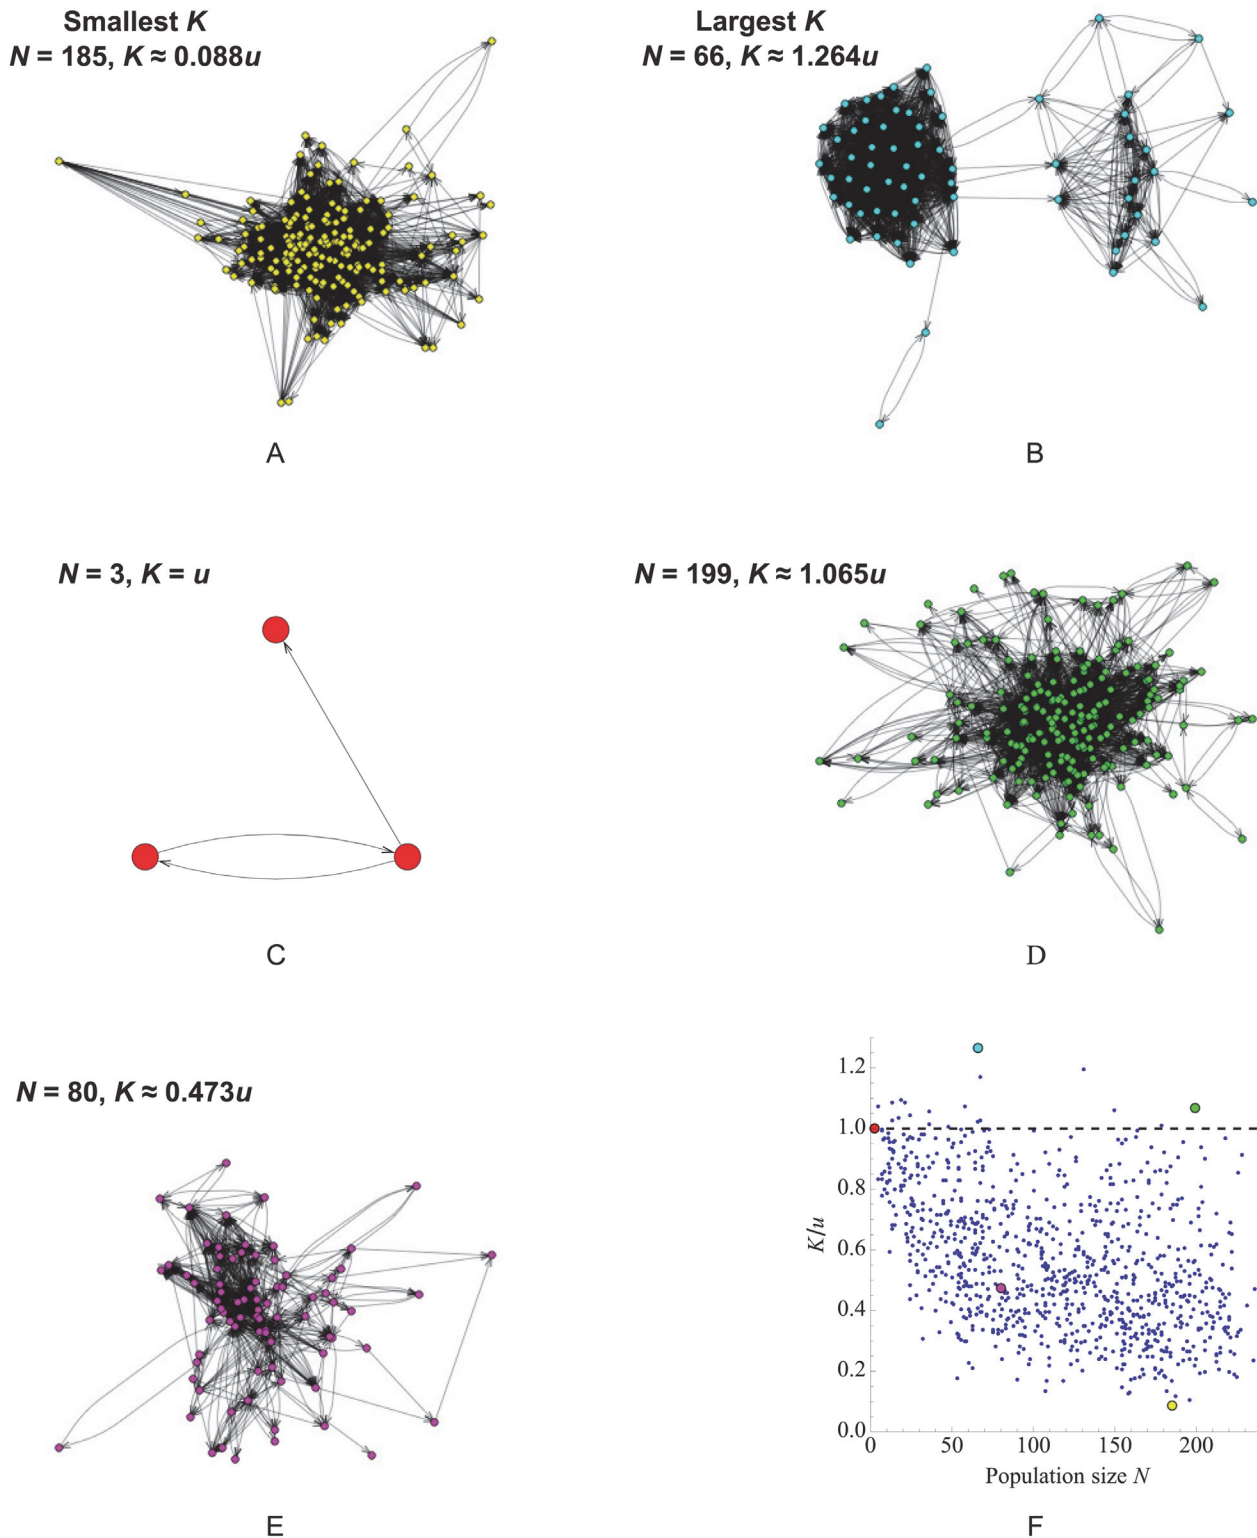 Smallest K
N = 185, K ≈ 0.088u
Largest K
N = 66, K ≈ 1.264u
A
B
N = 3, K = u
N = 199, K ≈ 1.065u
C
D
N = 80, K ≈ 0.473u
E
K/u
1.2
1.0
0.8
0.6
0.4
0.2
0.0
0 50 100 150 200
Population size N
F